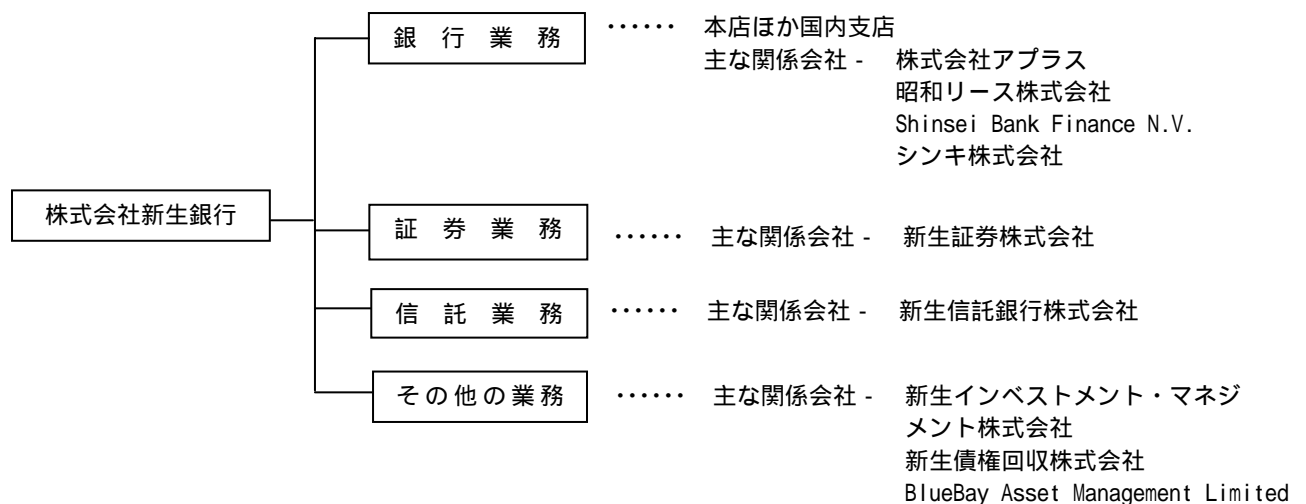 銀行業務 ・・・・・・ 本店ほか国内支店
主な関係会社 - 株式会社アプラス
昭和リース株式会社
Shinsei Bank Finance N.V.
シンキ株式会社
株式会社新生銀行
証券業務 ・・・・・・ 主な関係会社 - 新生証券株式会社
信託業務 ・・・・・・ 主な関係会社 - 新生信託銀行株式会社
その他の業務 ・・・・・・ 主な関係会社 - 新生インベストメント・マネジ
メント株式会社
新生債権回収株式会社
BlueBay Asset Management Limited